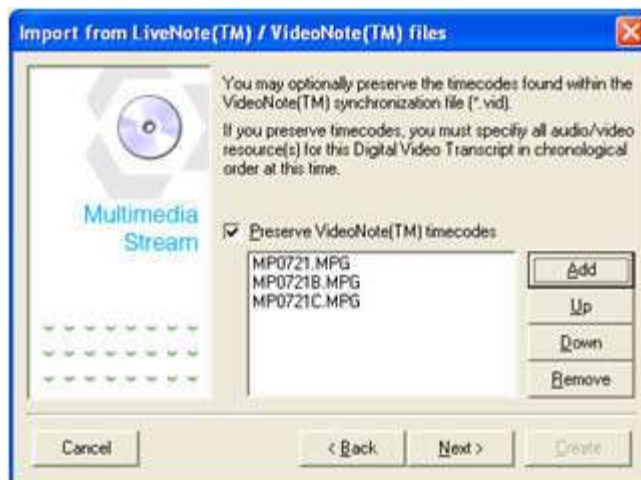 Import from LiveNote(TM) / VideoNote(TM) files
You may optionally preserve the timecodes found within the
VideoNote(TM) synchronization file (*.vid).
If you preserve timecodes, you must specifiy all audio/video
resource(s) for this Digital Video Transcript in chronological
order at this time.
Multimedia
Stream
Preserve VideoNote(TM) timecodes
MP0721.MPG
MP0721B.MPG
MP0721C.MPG
Add
Up
Down
Remove
Cancel
< Back
Next >
Create